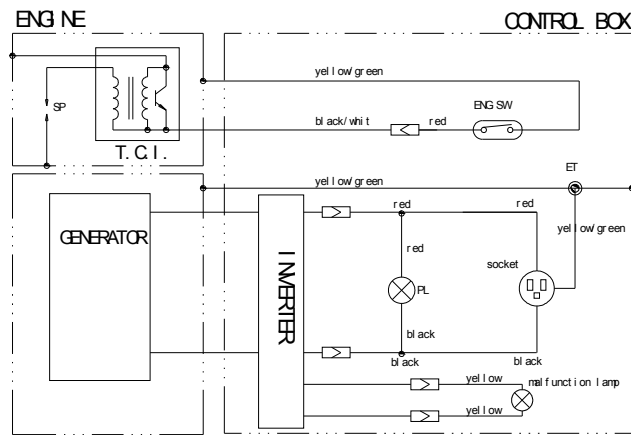 ENGINE
CONTROL BOX
yellow/green
SP
ENG SW
black/whit
red
T.C.I.
yellow/green
ET
red
red
GENERATOR
INVERTER
red
yellow/green
socket
PL
black
black
black
yellow
malfunction lamp
yellow